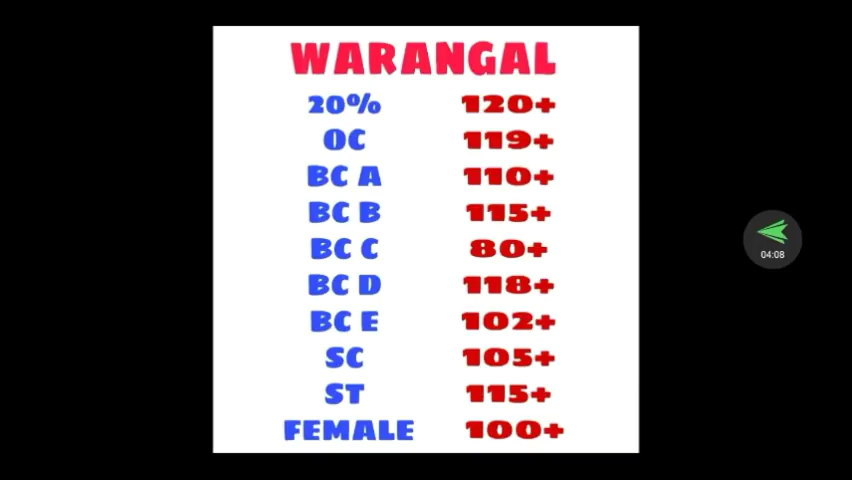 WARANGAL
20% 120+
OC 119+
BC A 110+
BC B 115+
BC C 80+
BC D 118+
BC E 102+
SC 105+
ST 115+
FEMALE 100+
04:08